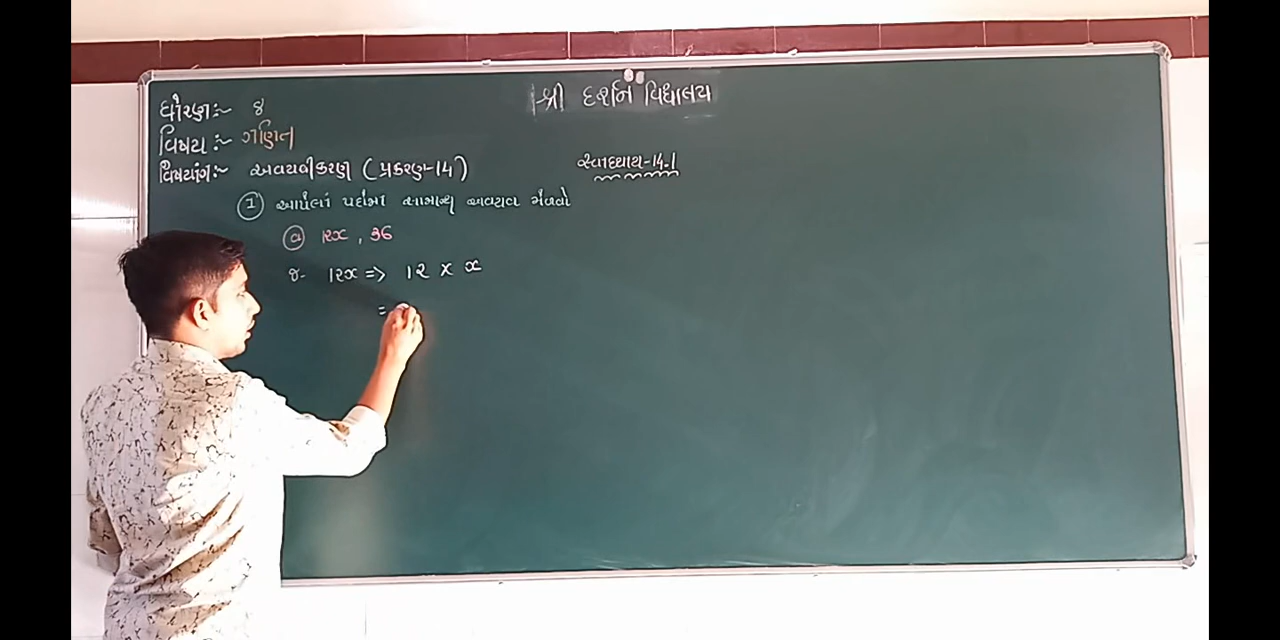 શ્રી દર્શન વિદ્યાલય
ધોરણ:~ ૪
વિષય:~ ગણિત
વિષયાંગ:~ અવયવીકરણ (પ્રકરણ-14)
સ્વાધ્યાય-14.1
① આપેલાં પદોમાં સામાન્ય અવયવ મેળવો
ⓐ 12x , 36
જ- 12x => 12 × x
=